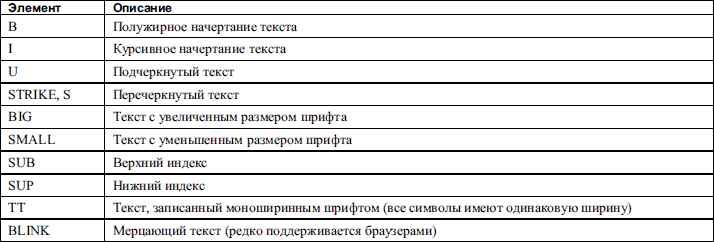 Элемент Описание
B Полужирное начертание текста
I Курсивное начертание текста
U Подчеркнутый текст
STRIKE, S Перечеркнутый текст
BIG Текст с увеличенным размером шрифта
SMALL Текст с уменьшенным размером шрифта
SUB Верхний индекс
SUP Нижний индекс
TT Текст, записанный моноширинным шрифтом (все символы имеют одинаковую ширину)
BLINK Мерцающий текст (редко поддерживается браузерами)